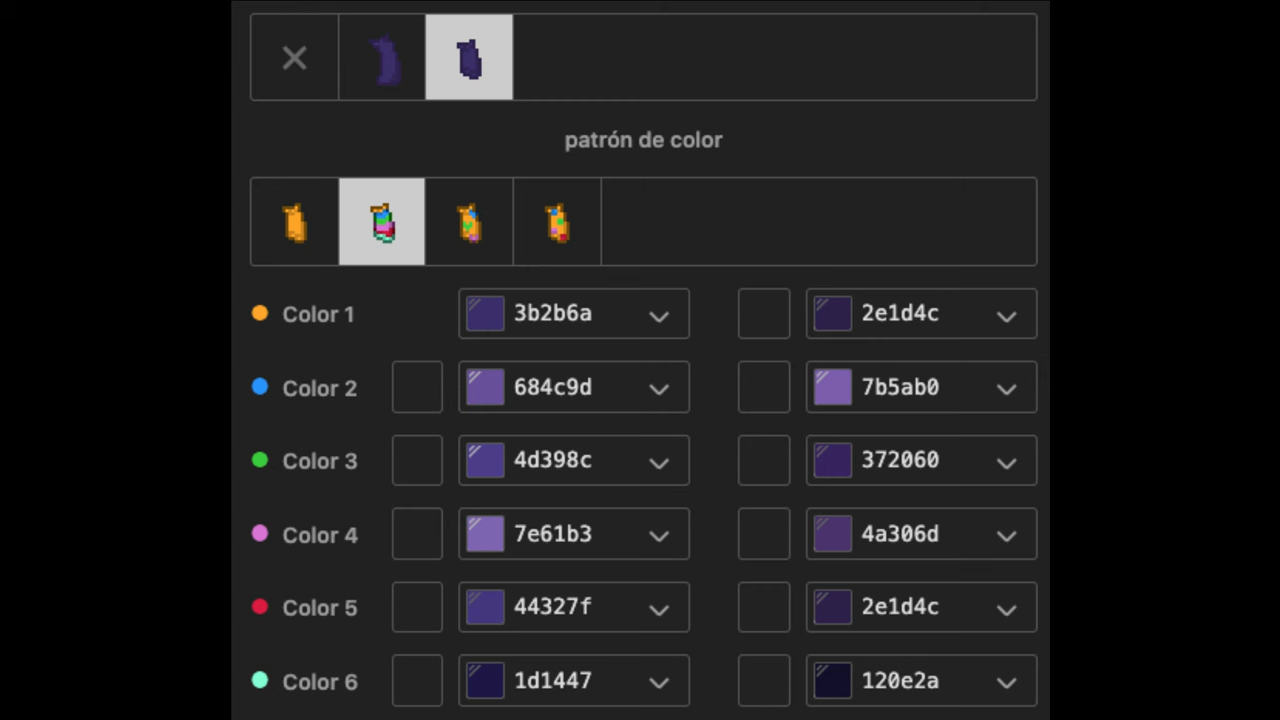 patrón de color
Color 1 3b2b6a 2e1d4c
Color 2 684c9d 7b5ab0
Color 3 4d398c 372060
Color 4 7e61b3 4a306d
Color 5 44327f 2e1d4c
Color 6 1d1447 120e2a